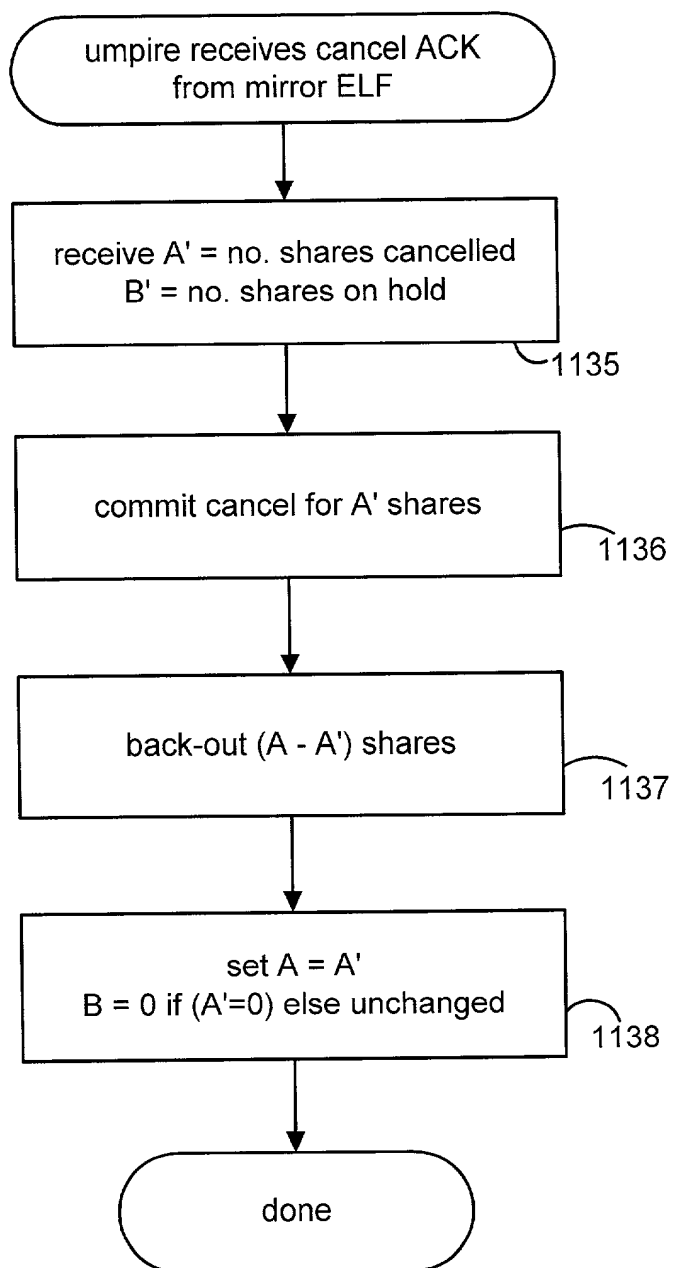 umpire receives cancel ACK
from mirror ELF
receive A' = no. shares cancelled
B' = no. shares on hold
1135
commit cancel for A' shares
1136
back-out (A - A') shares
1137
set A = A'
B = 0 if (A'=0) else unchanged
1138
done